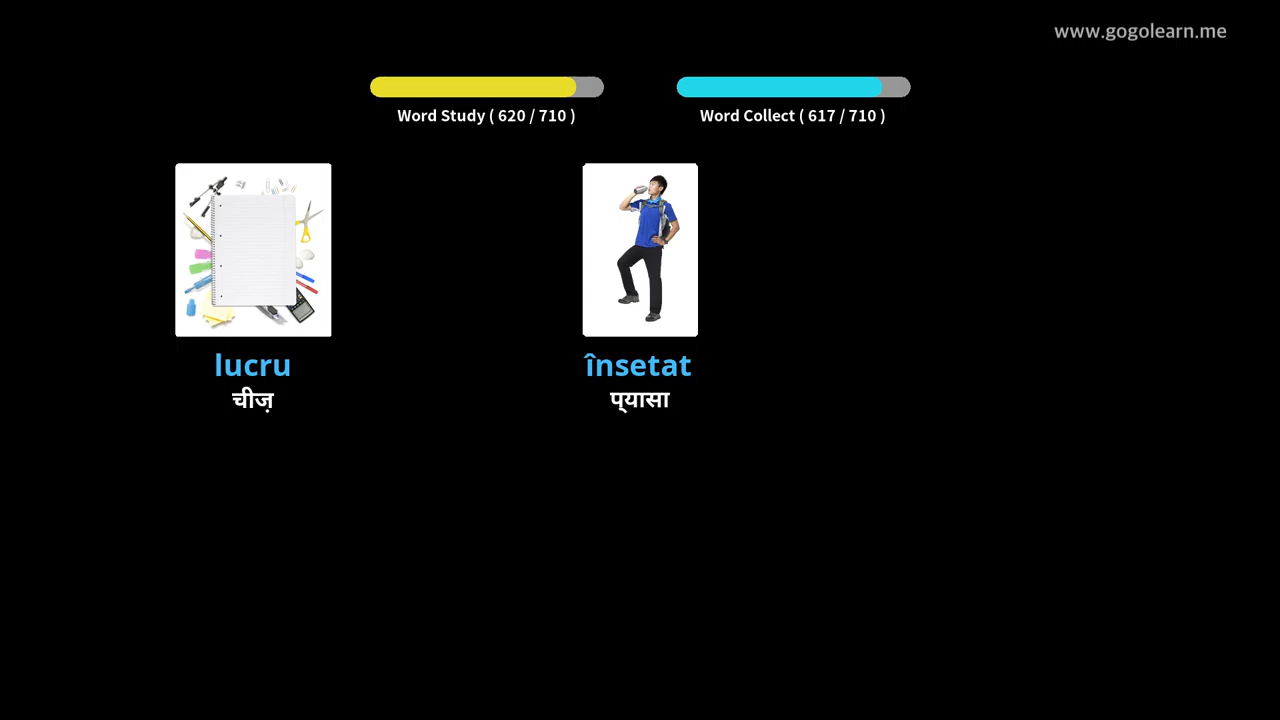 www.gogolearn.me
Word Study ( 620 / 710 )
Word Collect ( 617 / 710 )
lucru
însetat
चीज़
प्यासा